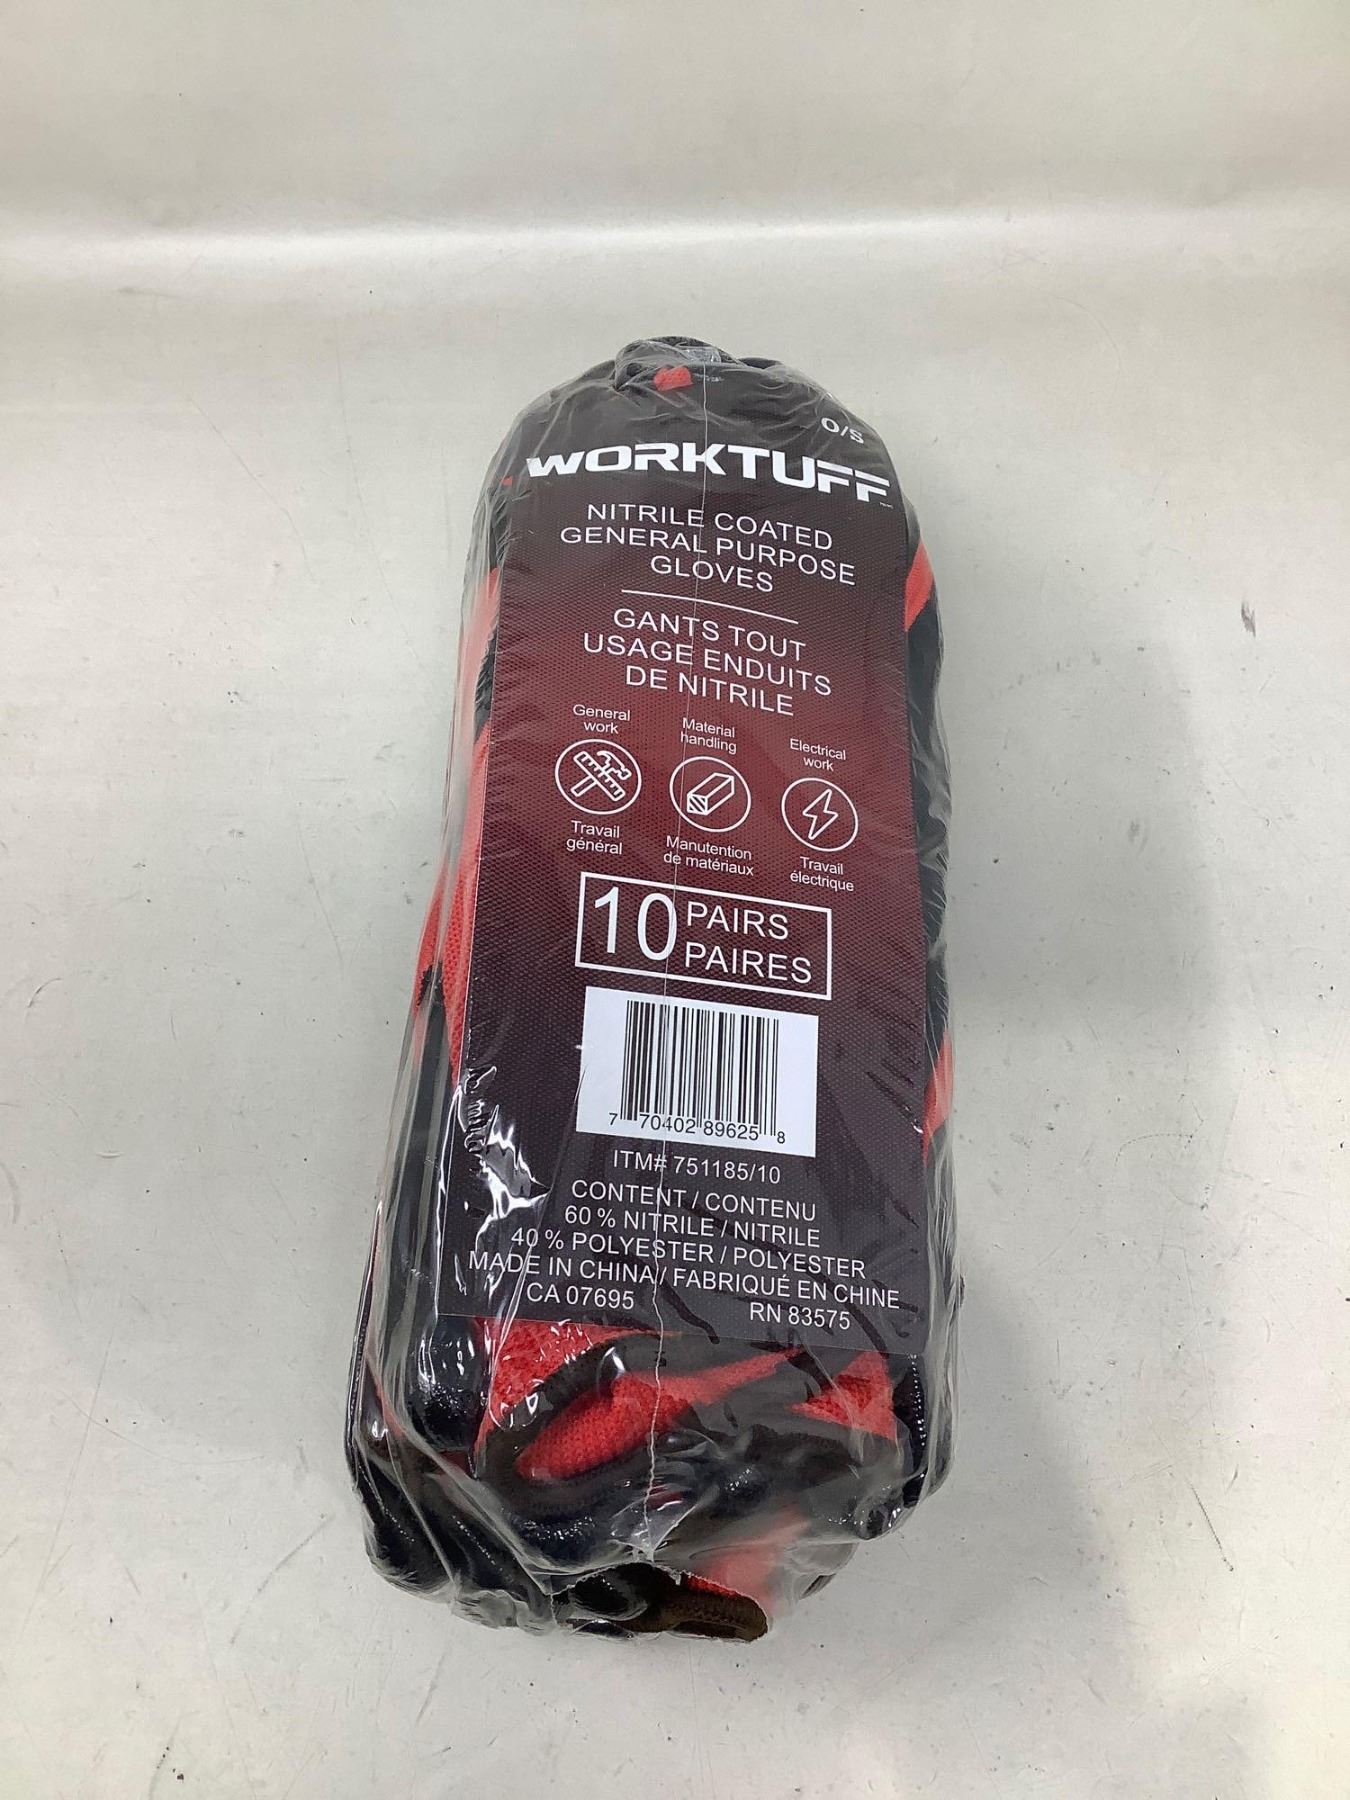 O/S
WORKTUFF
NITRILE COATED
GENERAL PURPOSE
GLOVES
GANTS TOUT
USAGE ENDUITS
DE NITRILE
General
work
Travail
général
Material
handling
Manutention
de matériaux
Electrical
work
Travail
électrique
10 PAIRS
PAIRES
7 70402 89625 8
ITM# 751185/10
CONTENT / CONTENU
60 % NITRILE / NITRILE
40 % POLYESTER / POLYESTER
MADE IN CHINA / FABRIQUÉ EN CHINE
CA 07695 RN 83575